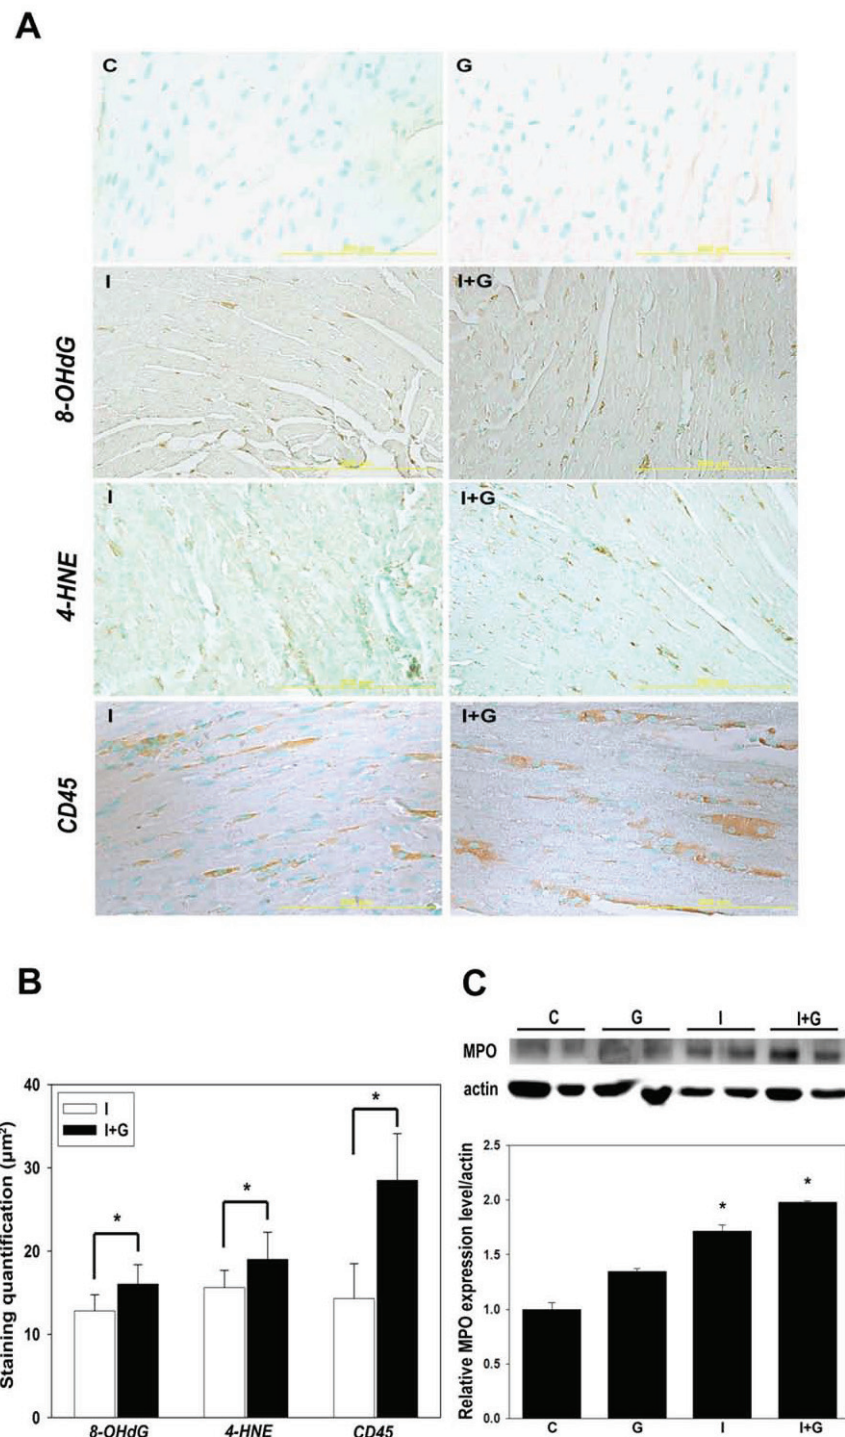 A
C
G
8-OHdG
I
I+G
4-HNE
I
I+G
CD45
I
I+G
B
40
30
20
10
0
Staining quantification (µm²)
I
I+G
*
*
*
8-OHdG
4-HNE
CD45
C
C
G
I
I+G
MPO
actin
2.5
2.0
1.5
1.0
0.5
0.0
Relative MPO expression level/actin
*
*
C
G
I
I+G